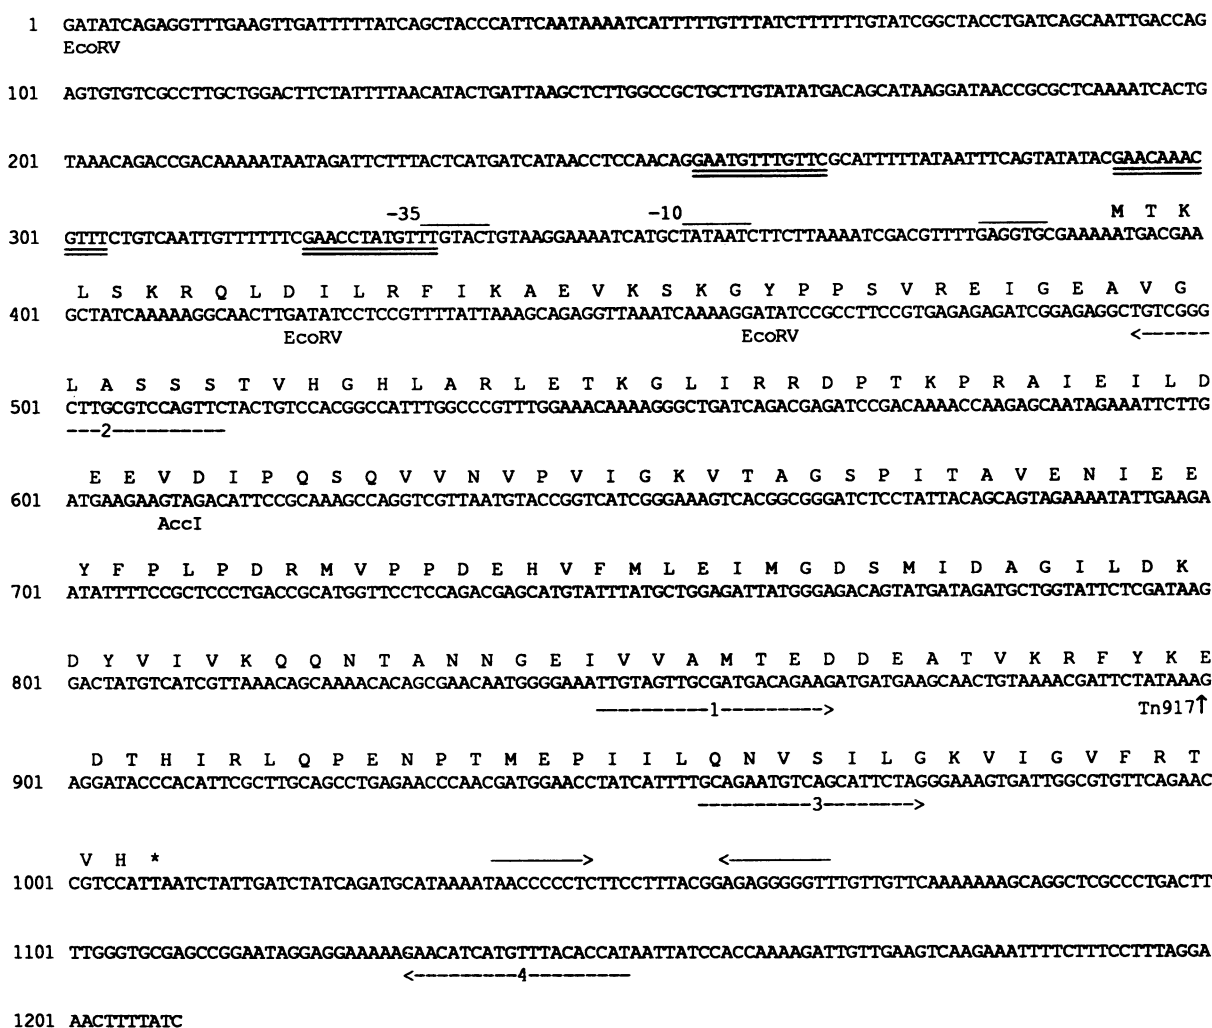 1 GATATCAGAGGTTTGAAGTTGATTTTTATCAGCTACCCATTCAATAAAATCATTTTTGTTTATCTTTTTTGTATCGGCTACCTGATCAGCAATTGACCAG
EcoRV
101 AGTGTGTCGCCTTGCTGGACTTCTATTTTAACATACTGATTAAGCTCTTGGCCGCTGCTTGTATATGACAGCATAAGGATAACCGCGCTCAAAATCACTG
201 TAAACAGACCGACAAAAATAATAGATTCTTTACTCATGATCATAACCTCCAACAGGAATGTTTGTTCGCATTTTTATAATTTCAGTATATACGAACAAAC
-35 -10 M T K
301 GTTTCTGTCAATTGTTTTTTCGAACCTATGTTTGTACTGTAAGGAAAATCATGCTATAATCTTCTTAAAATCGACGTTTTGAGGTGCGAAAAATGACGAA
L S K R Q L D I L R F I K A E V K S K G Y P P S V R E I G E A V G
401 GCTATCAAAAAGGCAACTTGATATCCTCCGTTTTATTAAAGCAGAGGTTAAATCAAAAGGATATCCGCCTTCCGTGAGAGAGATCGGAGAGGCTGTCGGG
EcoRV EcoRV <------
L A S S S T V H G H L A R L E T K G L I R R D P T K P R A I E I L D
501 CTTGCGTCCAGTTCTACTGTCCACGGCCATTTGGCCCGTTTGGAAACAAAAGGGCTGATCAGACGAGATCCGACAAAACCAAGAGCAATAGAAATTCTTG
---2----------
E E V D I P Q S Q V V N V P V I G K V T A G S P I T A V E N I E E
601 ATGAAGAAGTAGACATTCCGCAAAGCCAGGTCGTTAATGTACCGGTCATCGGGAAAGTCACGGCGGGATCTCCTATTACAGCAGTAGAAAATATTGAAGA
AccI
Y F P L P D R M V P P D E H V F M L E I M G D S M I D A G I L D K
701 ATATTTTCCGCTCCCTGACCGCATGGTTCCTCCAGACGAGCATGTATTTATGCTGGAGATTATGGGAGACAGTATGATAGATGCTGGTATTCTCGATAAG
D Y V I V K Q Q N T A N N G E I V V A M T E D D E A T V K R F Y K E
801 GACTATGTCATCGTTAAACAGCAAAACACAGCGAACAATGGGGAAATTGTAGTTGCGATGACAGAAGATGATGAAGCAACTGTAAAACGATTCTATAAAG
----------1---------> Tn917↑
D T H I R L Q P E N P T M E P I I L Q N V S I L G K V I G V F R T
901 AGGATACCCACATTCGCTTGCAGCCTGAGAACCCAACGATGGAACCTATCATTTTGCAGAATGTCAGCATTCTAGGGAAAGTGATTGGCGTGTTCAGAAC
----------3-------->
V H *
1001 CGTCCATTAATCTATTGATCTATCAGATGCATAAAATAACCCCCTCTTCCTTTACGGAGAGGGGGTTTGTTGTTCAAAAAAAGCAGGCTCGCCCTGACTT
1101 TTGGGTGCGAGCCGGAATAGGAGGAAAAAGAACATCATGTTTACACCATAATTATCCACCAAAAGATTGTTGAAGTCAAGAAATTTTCTTTCCTTTAGGA
<---------4---------
1201 AACTTTTATC